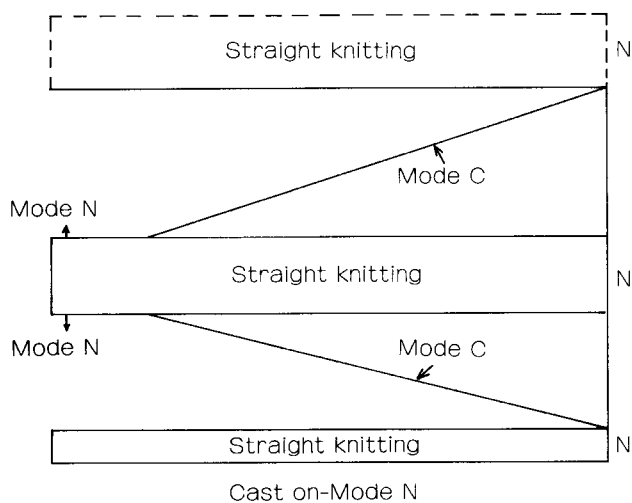 Straight knitting
N
Mode C
Mode N
Straight knitting
N
Mode N
Mode C
Straight knitting
N
Cast on-Mode N